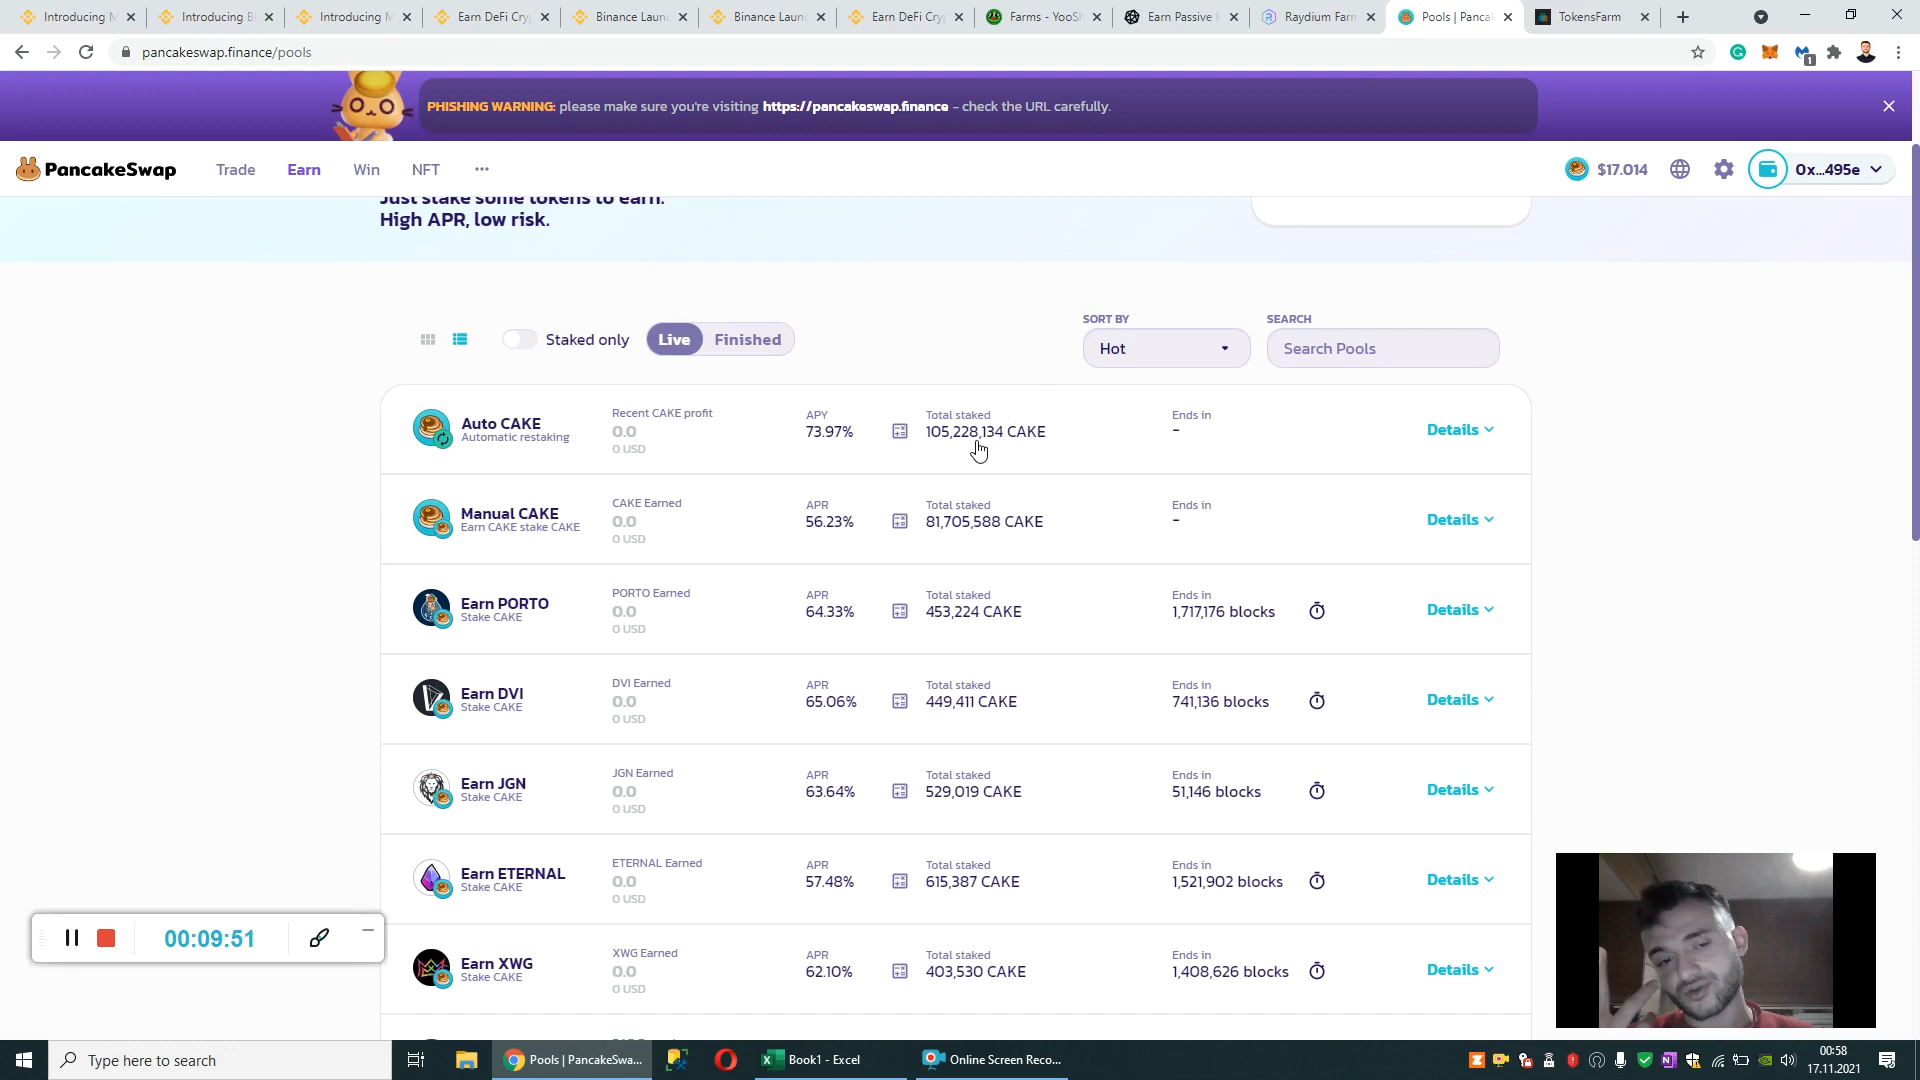 Introducing M
Introducing B
Introducing M
Earn DeFi Cry
Binance Laun
Binance Laun
Earn DeFi Cry
Farms - YooSh
Earn Passive I
Raydium Farm
Pools | Panca
TokensFarm
pancakeswap.finance/pools
1
PHISHING WARNING: please make sure you're visiting https://pancakeswap.finance - check the URL carefully.
PancakeSwap
Trade
Earn
Win
NFT
$17.014
0x...495e
Just stake some tokens to earn.
High APR, low risk.
Staked only
Live
Finished
SORT BY
Hot
SEARCH
Search Pools
Auto CAKE
Automatic restaking
Recent CAKE profit
0.0
0 USD
APY
73.97%
Total staked
105,228,134 CAKE
Ends in
-
Details
Manual CAKE
Earn CAKE stake CAKE
CAKE Earned
0.0
0 USD
APR
56.23%
Total staked
81,705,588 CAKE
Ends in
-
Details
Earn PORTO
Stake CAKE
PORTO Earned
0.0
0 USD
APR
64.33%
Total staked
453,224 CAKE
Ends in
1,717,176 blocks
Details
Earn DVI
Stake CAKE
DVI Earned
0.0
0 USD
APR
65.06%
Total staked
449,411 CAKE
Ends in
741,136 blocks
Details
Earn JGN
Stake CAKE
JGN Earned
0.0
0 USD
APR
63.64%
Total staked
529,019 CAKE
Ends in
51,146 blocks
Details
Earn ETERNAL
Stake CAKE
ETERNAL Earned
0.0
0 USD
APR
57.48%
Total staked
615,387 CAKE
Ends in
1,521,902 blocks
Details
Earn XWG
Stake CAKE
XWG Earned
0.0
0 USD
APR
62.10%
Total staked
403,530 CAKE
Ends in
1,408,626 blocks
Details
00:09:51
Type here to search
Pools | PancakeSwa...
Book1 - Excel
Online Screen Reco...
00:58
17.11.2021